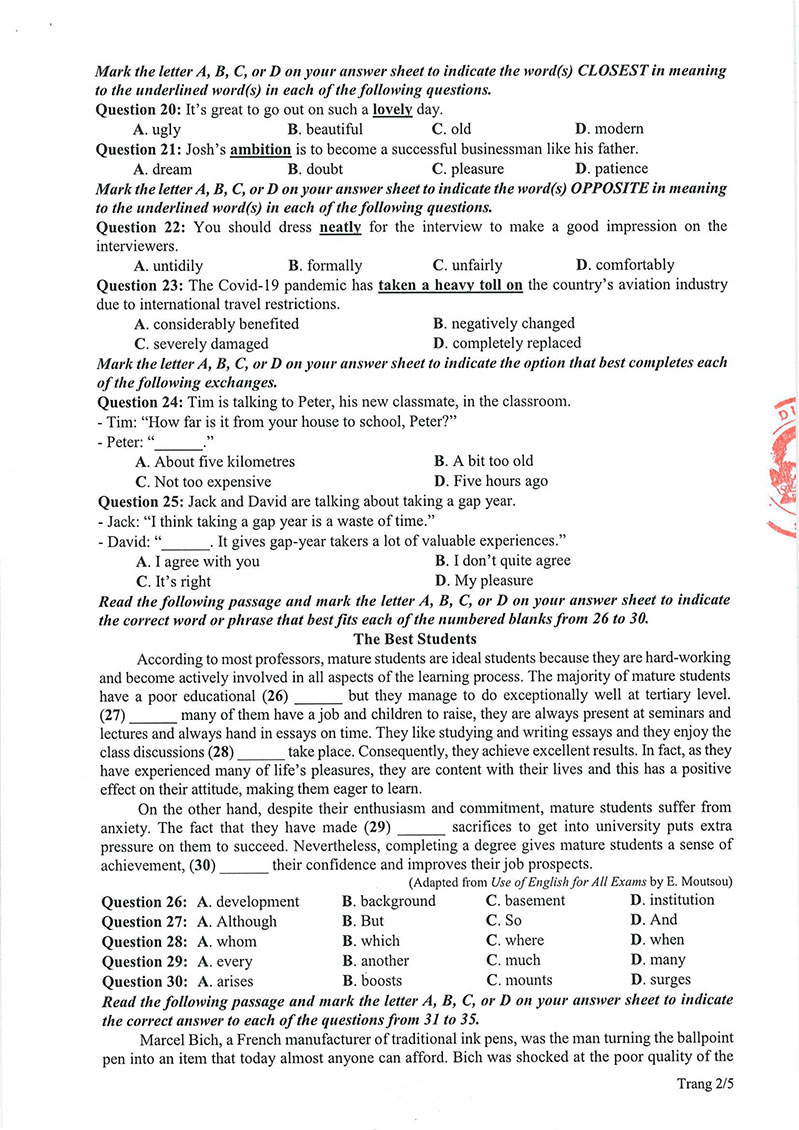 Mark the letter A, B, C, or D on your answer sheet to indicate the word(s) CLOSEST in meaning
to the underlined word(s) in each of the following questions.
Question 20: It's great to go out on such a lovely day.
A. ugly B. beautiful C. old D. modern
Question 21: Josh's ambition is to become a successful businessman like his father.
A. dream B. doubt C. pleasure D. patience
Mark the letter A, B, C, or D on your answer sheet to indicate the word(s) OPPOSITE in meaning
to the underlined word(s) in each of the following questions.
Question 22: You should dress neatly for the interview to make a good impression on the
interviewers.
A. untidily B. formally C. unfairly D. comfortably
Question 23: The Covid-19 pandemic has taken a heavy toll on the country's aviation industry
due to international travel restrictions.
A. considerably benefited B. negatively changed
C. severely damaged D. completely replaced
Mark the letter A, B, C, or D on your answer sheet to indicate the option that best completes each
of the following exchanges.
Question 24: Tim is talking to Peter, his new classmate, in the classroom.
- Tim: "How far is it from your house to school, Peter?"
- Peter: "______."
A. About five kilometres B. A bit too old
C. Not too expensive D. Five hours ago
Question 25: Jack and David are talking about taking a gap year.
- Jack: "I think taking a gap year is a waste of time."
- David: "______. It gives gap-year takers a lot of valuable experiences."
A. I agree with you B. I don't quite agree
C. It's right D. My pleasure
Read the following passage and mark the letter A, B, C, or D on your answer sheet to indicate
the correct word or phrase that best fits each of the numbered blanks from 26 to 30.
The Best Students
According to most professors, mature students are ideal students because they are hard-working
and become actively involved in all aspects of the learning process. The majority of mature students
have a poor educational (26) ______ but they manage to do exceptionally well at tertiary level.
(27) ______ many of them have a job and children to raise, they are always present at seminars and
lectures and always hand in essays on time. They like studying and writing essays and they enjoy the
class discussions (28) ______ take place. Consequently, they achieve excellent results. In fact, as they
have experienced many of life's pleasures, they are content with their lives and this has a positive
effect on their attitude, making them eager to learn.
On the other hand, despite their enthusiasm and commitment, mature students suffer from
anxiety. The fact that they have made (29) ______ sacrifices to get into university puts extra
pressure on them to succeed. Nevertheless, completing a degree gives mature students a sense of
achievement, (30) ______ their confidence and improves their job prospects.
(Adapted from Use of English for All Exams by E. Moutsou)
Question 26: A. development B. background C. basement D. institution
Question 27: A. Although B. But C. So D. And
Question 28: A. whom B. which C. where D. when
Question 29: A. every B. another C. much D. many
Question 30: A. arises B. boosts C. mounts D. surges
Read the following passage and mark the letter A, B, C, or D on your answer sheet to indicate
the correct answer to each of the questions from 31 to 35.
Marcel Bich, a French manufacturer of traditional ink pens, was the man turning the ballpoint
pen into an item that today almost anyone can afford. Bich was shocked at the poor quality of the
Trang 2/5